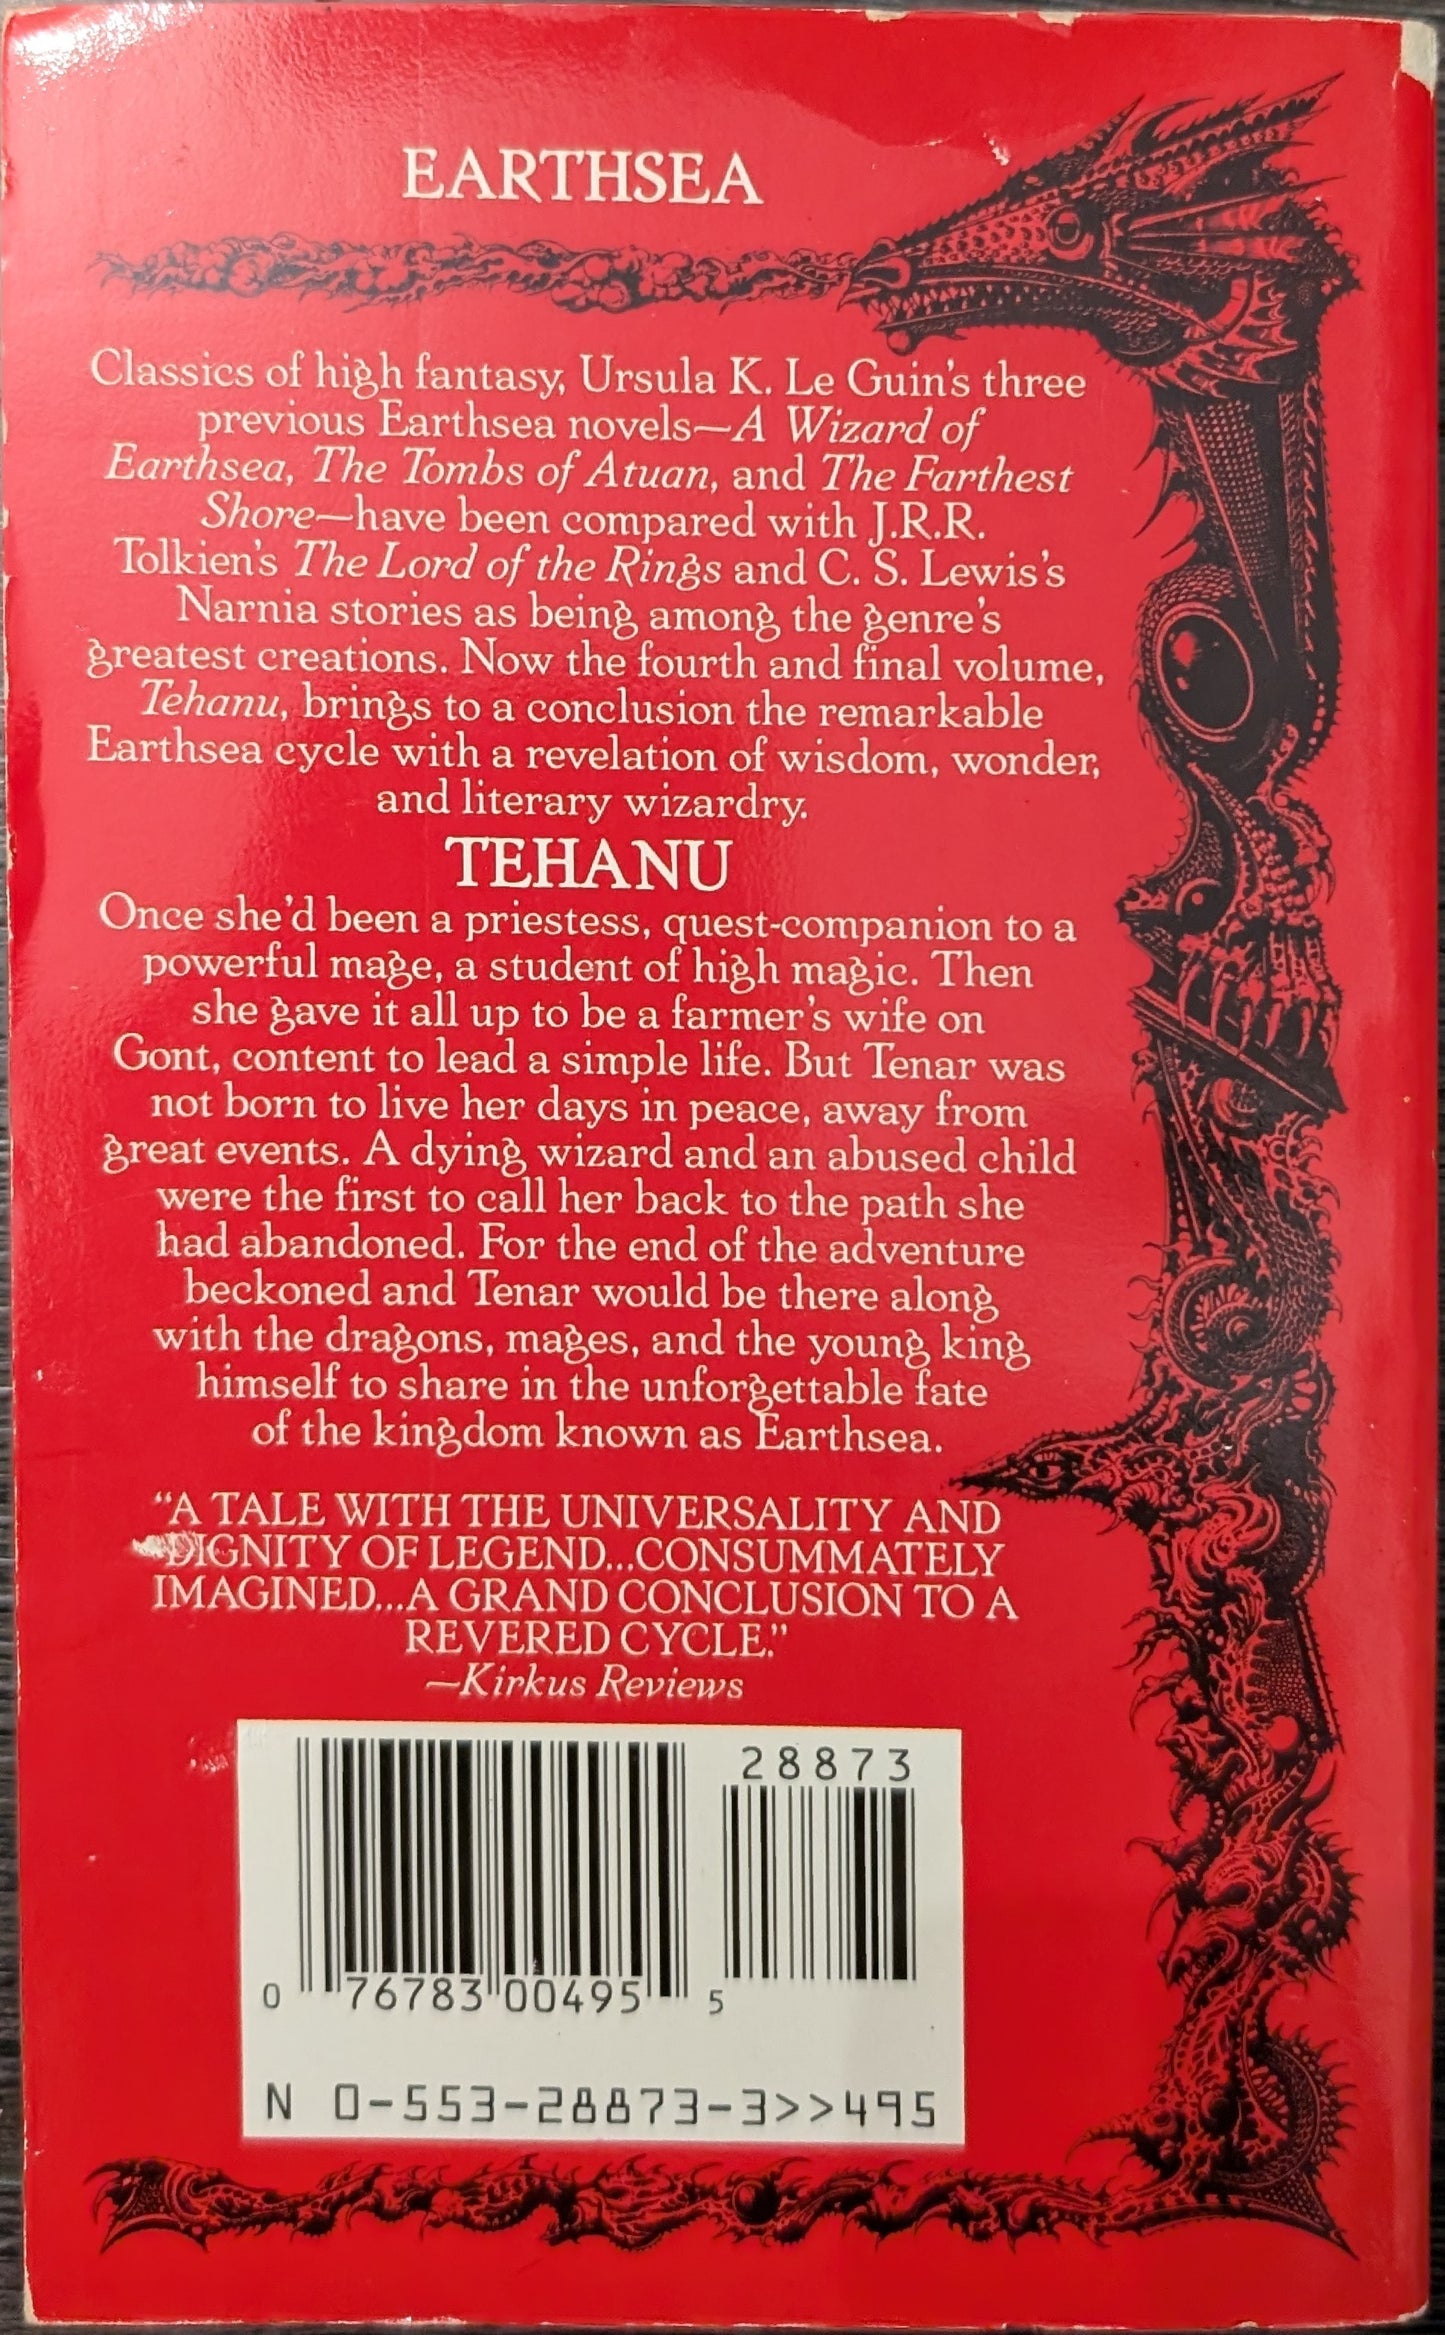 EARTHSEA
Classics of high fantasy, Ursula K. Le Guin's three
previous Earthsea novels—A Wizard of
Earthsea, The Tombs of Atuan, and The Farthest
Shore—have been compared with J.R.R.
Tolkien's The Lord of the Rings and C. S. Lewis's
Narnia stories as being among the genre's
greatest creations. Now the fourth and final volume,
Tehanu, brings to a conclusion the remarkable
Earthsea cycle with a revelation of wisdom, wonder,
and literary wizardry.
TEHANU
Once she'd been a priestess, quest-companion to a
powerful mage, a student of high magic. Then
she gave it all up to be a farmer's wife on
Gont, content to lead a simple life. But Tenar was
not born to live her days in peace, away from
great events. A dying wizard and an abused child
were the first to call her back to the path she
had abandoned. For the end of the adventure
beckoned and Tenar would be there along
with the dragons, mages, and the young king
himself to share in the unforgettable fate
of the kingdom known as Earthsea.
"A TALE WITH THE UNIVERSALITY AND
DIGNITY OF LEGEND...CONSUMMATELY
IMAGINED...A GRAND CONCLUSION TO A
REVERED CYCLE."
—Kirkus Reviews
28873
0 76783 00495 5
N 0-553-28873-3>>495